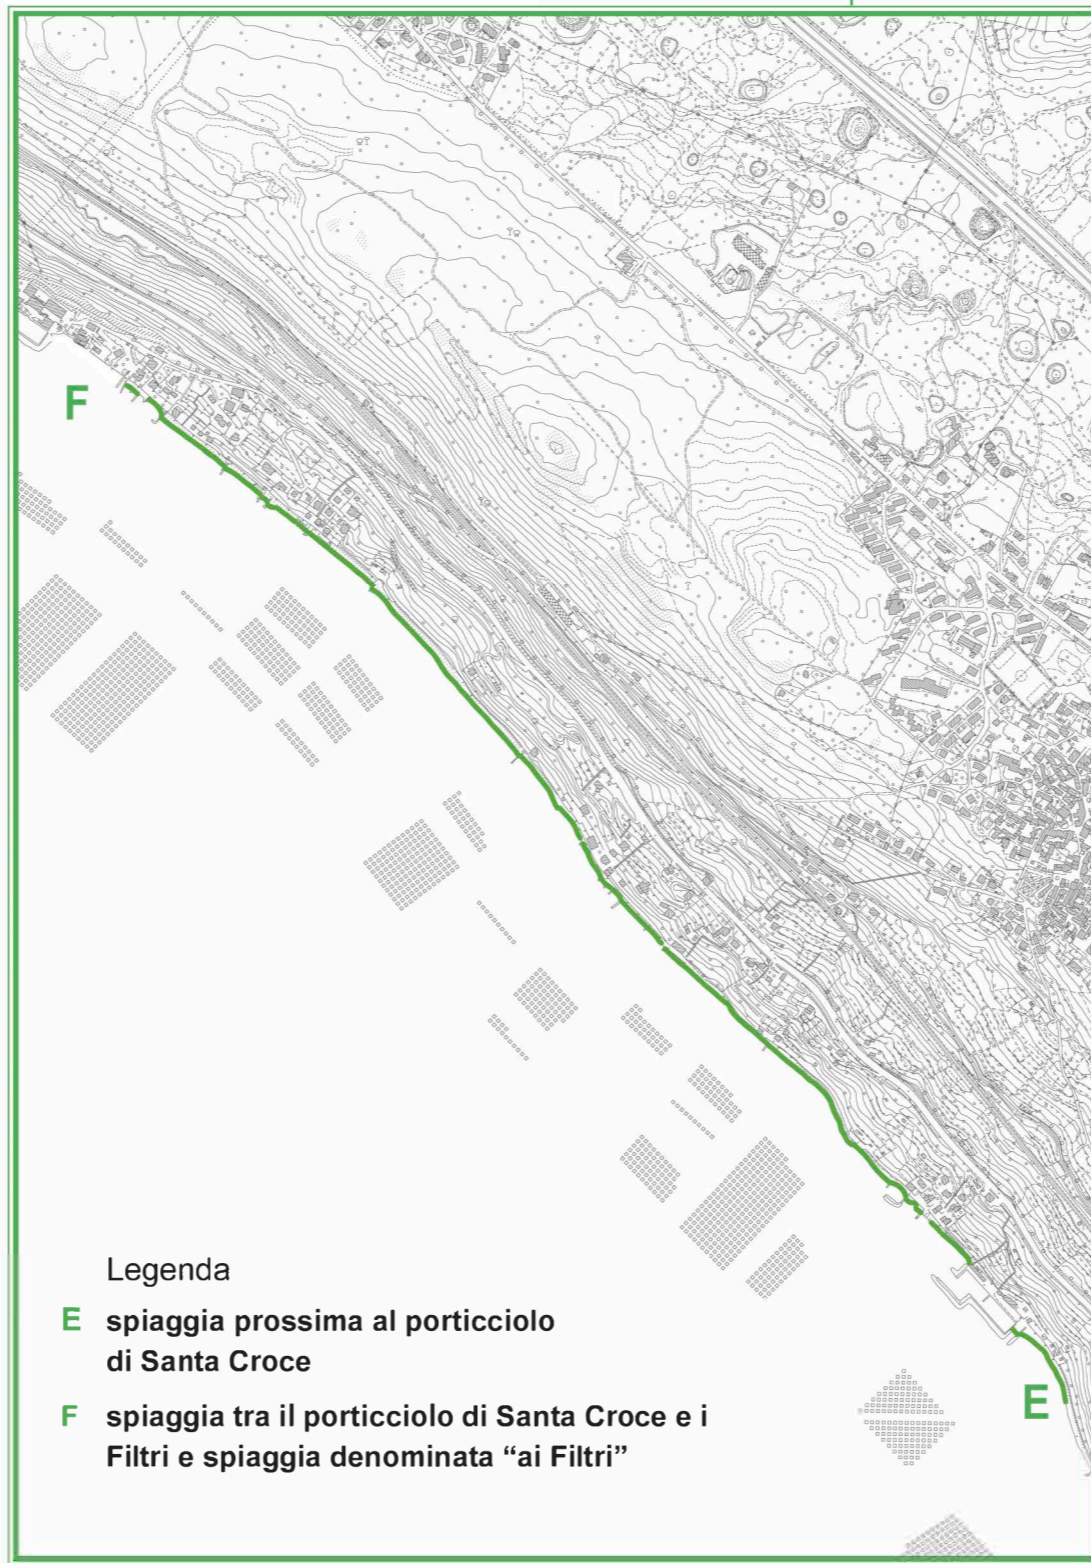 F
Legenda
E spiaggia prossima al porticciolo
di Santa Croce
F spiaggia tra il porticciolo di Santa Croce e i
Filtri e spiaggia denominata “ai Filtri”
E